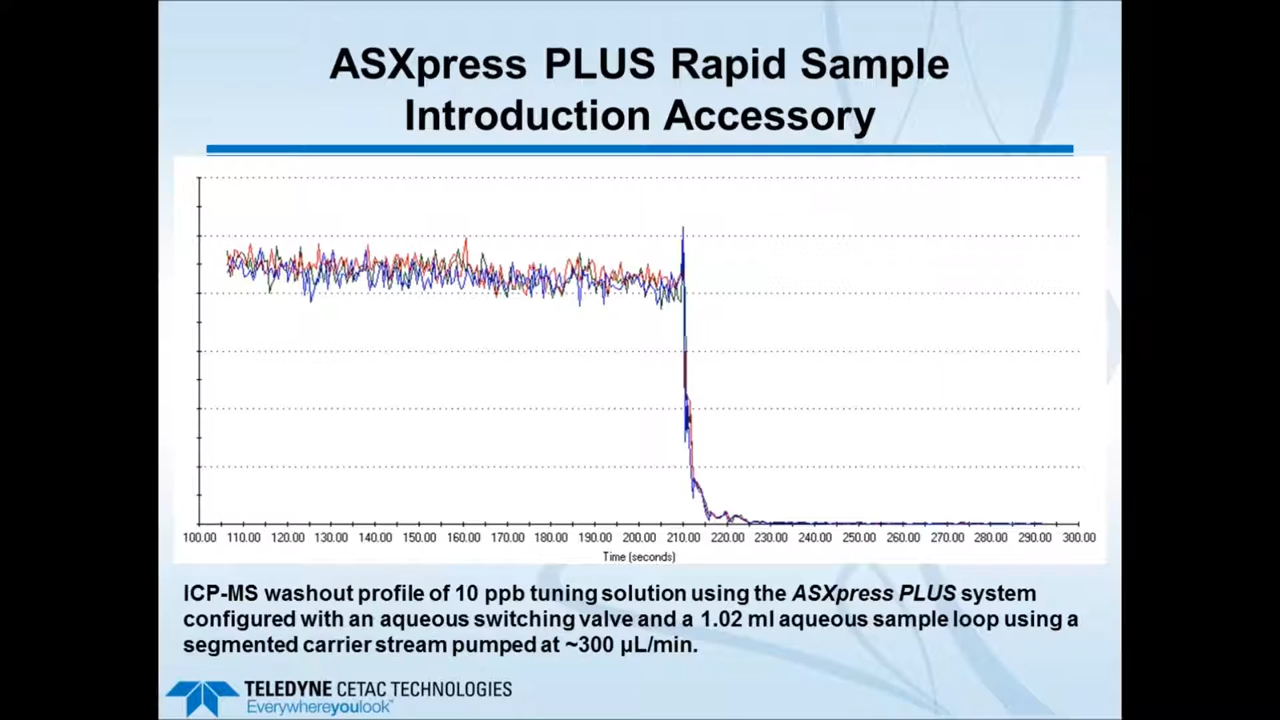 ASXpress PLUS Rapid Sample
Introduction Accessory
100.00 110.00 120.00 130.00 140.00 150.00 160.00 170.00 180.00 190.00 200.00 210.00 220.00 230.00 240.00 250.00 260.00 270.00 280.00 290.00 300.00
Time (seconds)
ICP-MS washout profile of 10 ppb tuning solution using the ASXpress PLUS system
configured with an aqueous switching valve and a 1.02 ml aqueous sample loop using a
segmented carrier stream pumped at ~300 µL/min.
TELEDYNE CETAC TECHNOLOGIES
Everywhereyoulook™